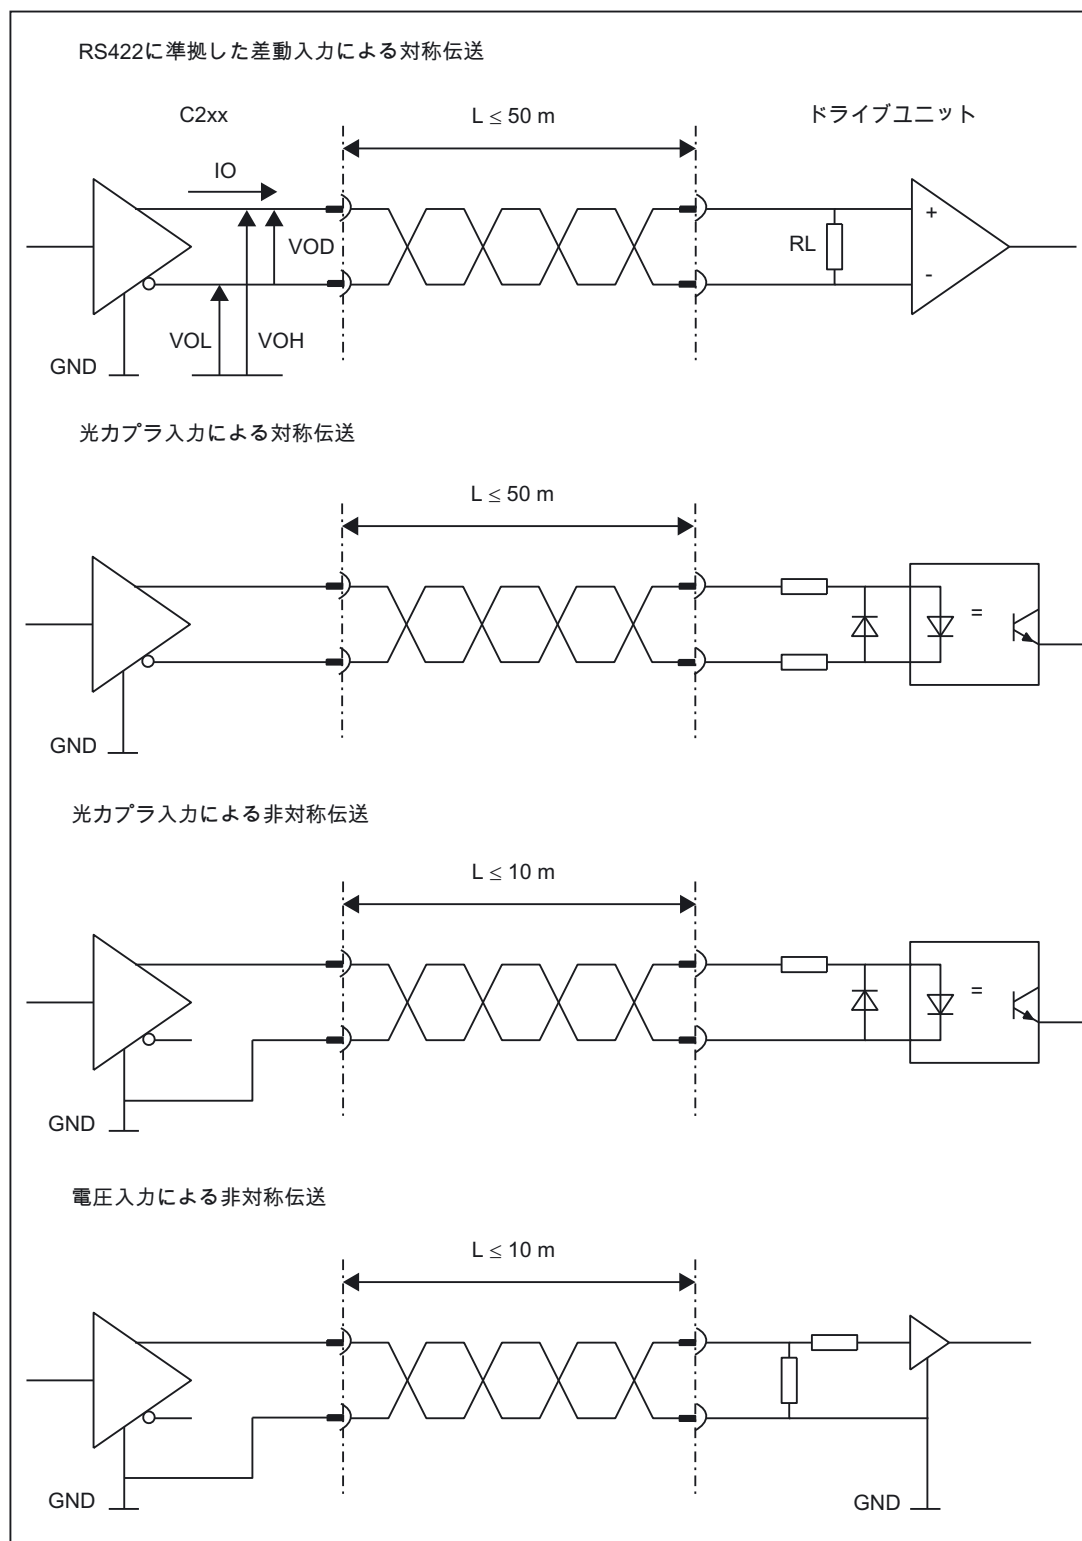 RS422に準拠した差動入力による対称伝送
C2xx
L ≤ 50 m
ドライブユニット
IO
VOD
RL
+
-
VOL
VOH
GND
光カプラ入力による対称伝送
L ≤ 50 m
=
GND
光カプラ入力による非対称伝送
L ≤ 10 m
=
GND
電圧入力による非対称伝送
L ≤ 10 m
GND
GND